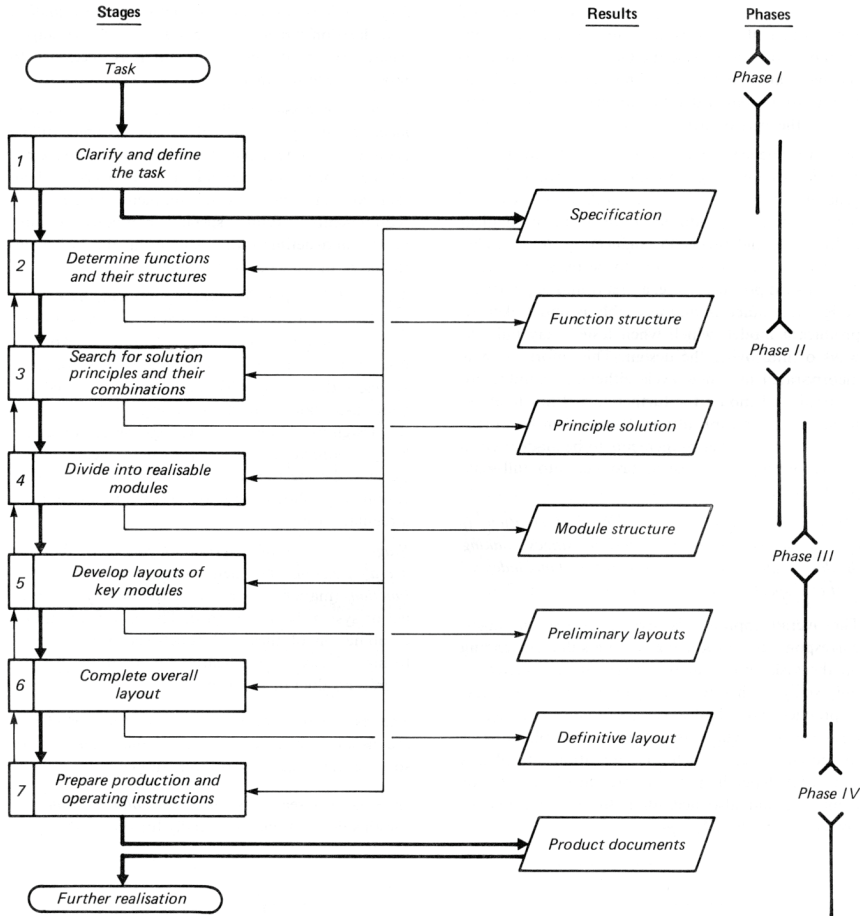 Stages
Results
Phases
Task
Phase I
1
Clarify and define
the task
Specification
2
Determine functions
and their structures
Function structure
Phase II
3
Search for solution
principles and their
combinations
Principle solution
4
Divide into realisable
modules
Module structure
Phase III
5
Develop layouts of
key modules
Preliminary layouts
6
Complete overall
layout
Definitive layout
7
Prepare production and
operating instructions
Phase IV
Product documents
Further realisation